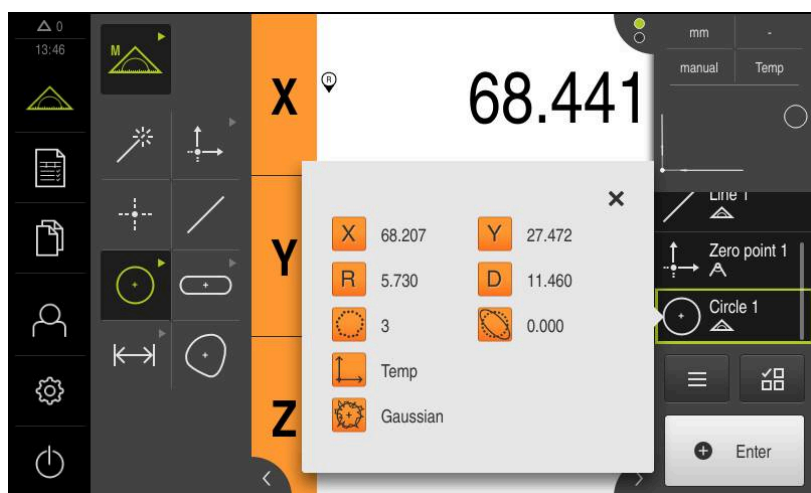 0
13:46
M
X
R
68.441
Y
Z
X 68.207 Y 27.472
R 5.730 D 11.460
3 0.000
Temp
Gaussian
mm -
manual Temp
Line 1
Zero point 1
Circle 1
Enter